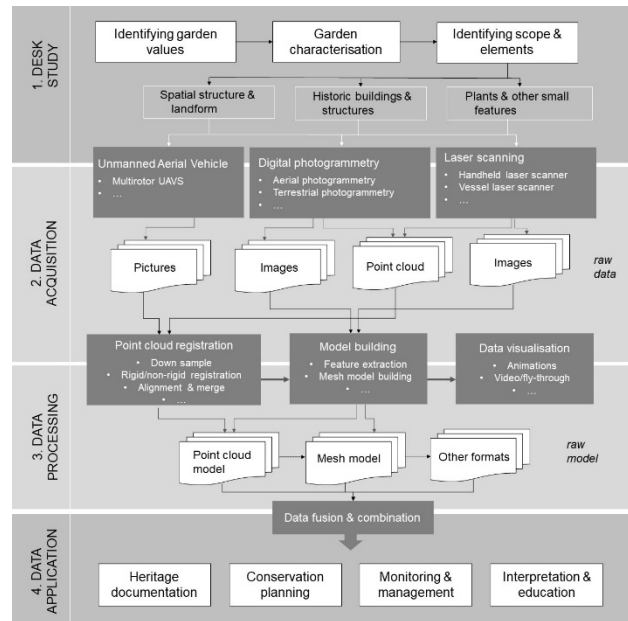 1. DESK
STUDY
Identifying garden
values
Garden
characterisation
Identifying scope &
elements
Spatial structure &
landform
Historic buildings &
structures
Plants & other small
features
2. DATA
ACQUISITION
Unmanned Aerial Vehicle
• Multirotor UAVS
• ...
Digital photogrammetry
• Aerial photogrammetry
• Terrestrial photogrammetry
• ...
Laser scanning
• Handheld laser scanner
• Vessel laser scanner
• ...
Pictures
Images
Point cloud
Images
raw
data
3. DATA
PROCESSING
Point cloud registration
• Down sample
• Rigid/non-rigid registration
• Alignment & merge
• ...
Model building
• Feature extraction
• Mesh model building
• ...
Data visualisation
• Animations
• Video/fly-through
• ...
Point cloud
model
Mesh model
Other formats
raw
model
Data fusion & combination
4. DATA
APPLICATION
Heritage
documentation
Conservation
planning
Monitoring &
management
Interpretation &
education